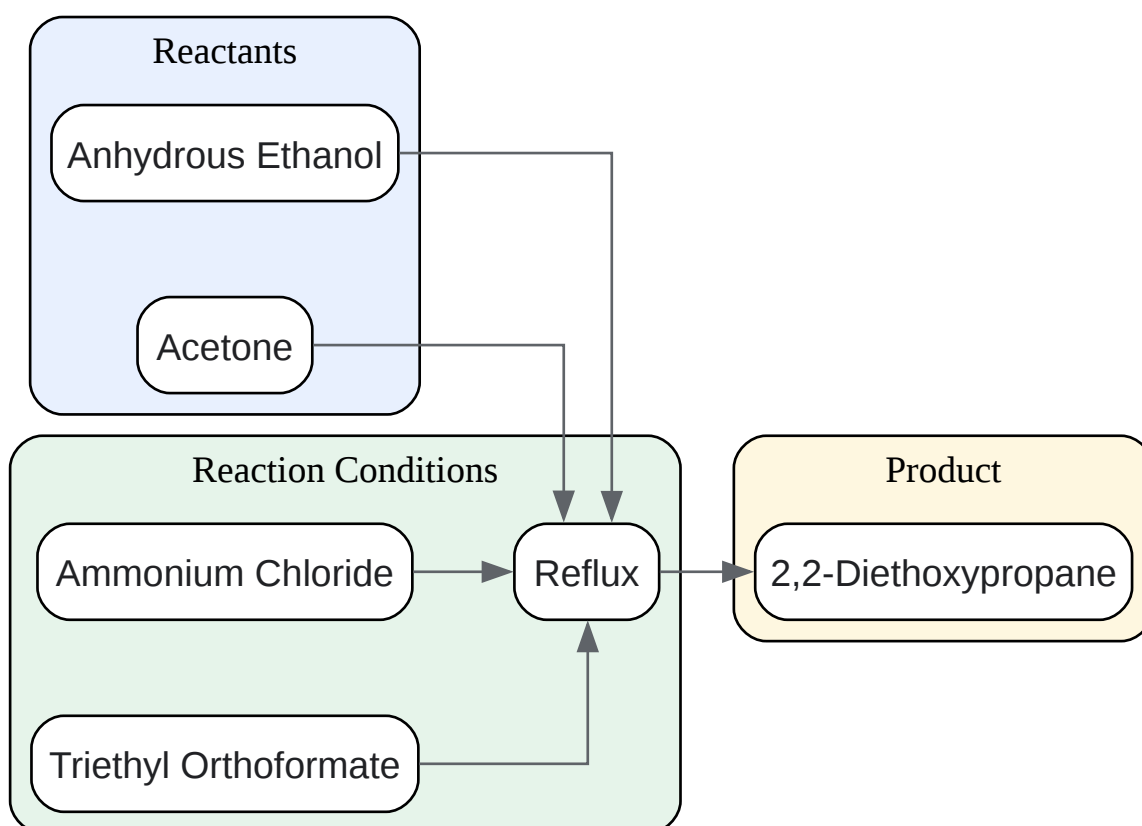 Reactants
Anhydrous Ethanol
Acetone
Reaction Conditions
Ammonium Chloride
Reflux
Triethyl Orthoformate
Product
2,2-Diethoxypropane